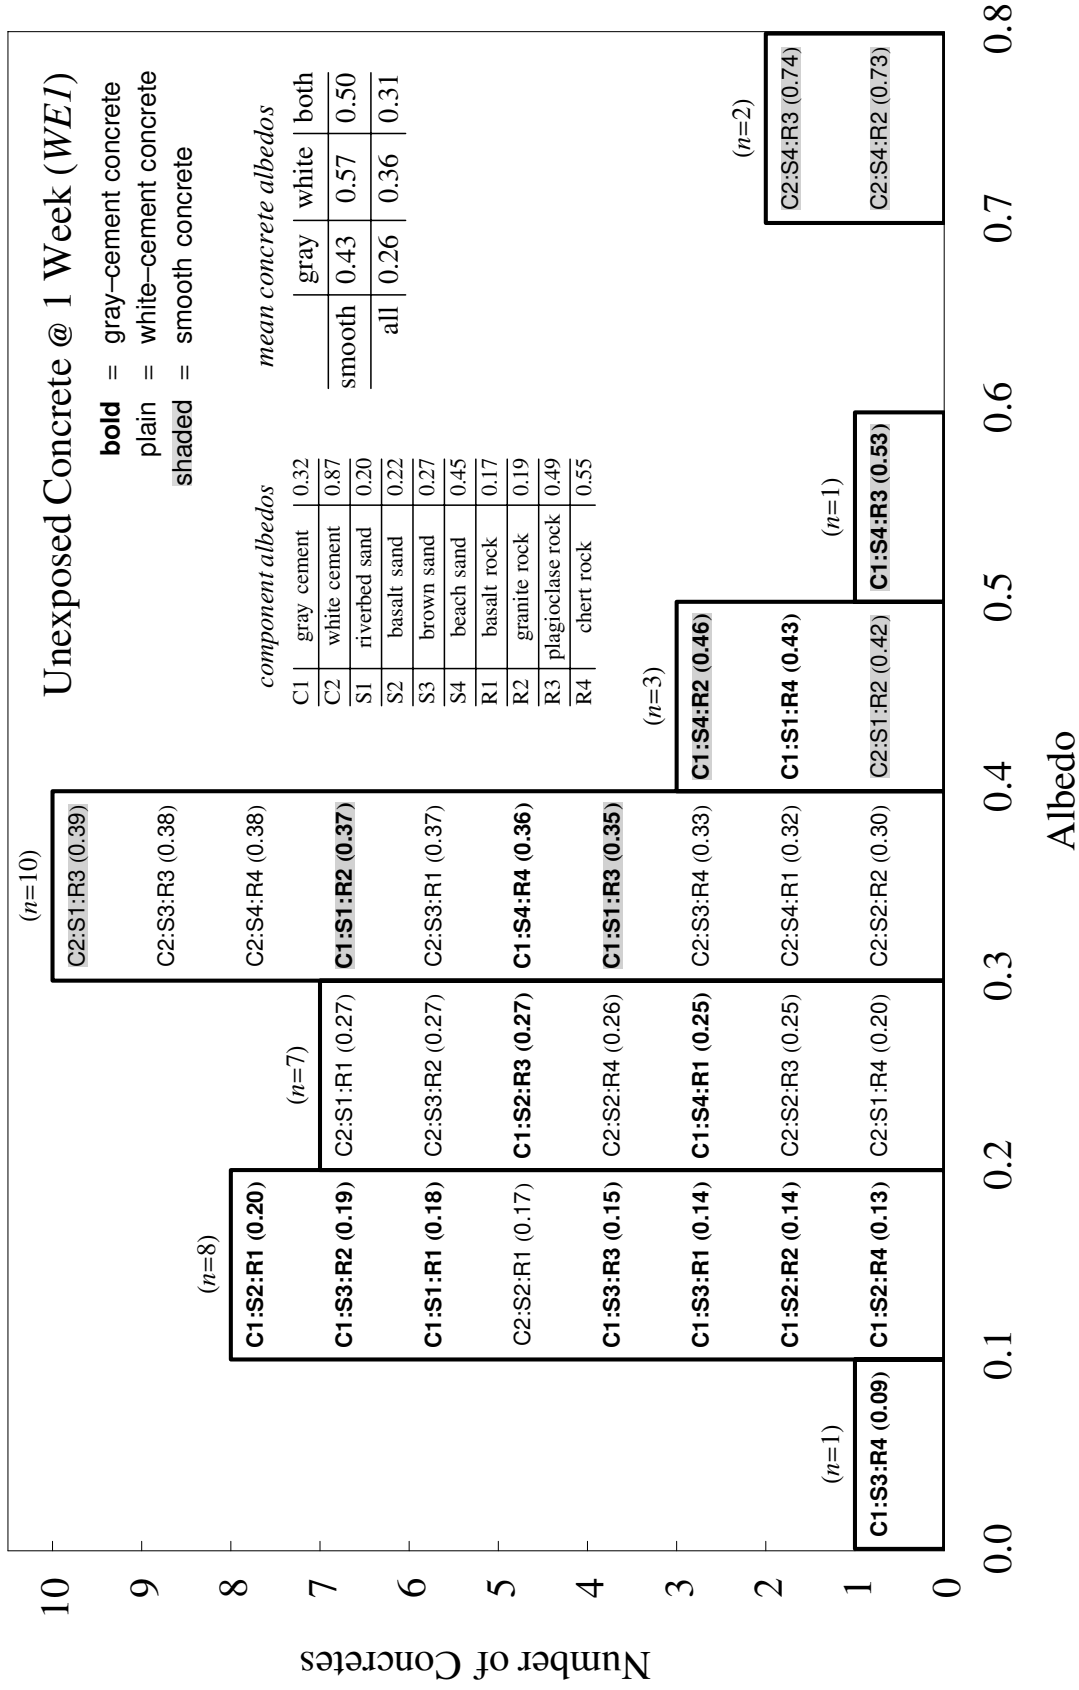 Unexposed Concrete @ 1 Week (WE1)
bold = gray–cement concrete
plain = white–cement concrete
shaded = smooth concrete
component albedos
C1 gray cement 0.32
C2 white cement 0.87
S1 riverbed sand 0.20
S2 basalt sand 0.22
S3 brown sand 0.27
S4 beach sand 0.45
R1 basalt rock 0.17
R2 granite rock 0.19
R3 plagioclase rock 0.49
R4 chert rock 0.55
mean concrete albedos
gray white both
smooth 0.43 0.57 0.50
all 0.26 0.36 0.31
Number of Concretes
10
9
8
7
6
5
4
3
2
1
0
(n=1)
C1:S3:R4 (0.09)
(n=8)
C1:S2:R1 (0.20)
C1:S3:R2 (0.19)
C1:S1:R1 (0.18)
C2:S2:R1 (0.17)
C1:S3:R3 (0.15)
C1:S3:R1 (0.14)
C1:S2:R2 (0.14)
C1:S2:R4 (0.13)
(n=7)
C2:S1:R1 (0.27)
C2:S3:R2 (0.27)
C1:S2:R3 (0.27)
C2:S2:R4 (0.26)
C1:S4:R1 (0.25)
C2:S2:R3 (0.25)
C2:S1:R4 (0.20)
(n=10)
C2:S1:R3 (0.39)
C2:S3:R3 (0.38)
C2:S4:R4 (0.38)
C1:S1:R2 (0.37)
C2:S3:R1 (0.37)
C1:S4:R4 (0.36)
C1:S1:R3 (0.35)
C2:S3:R4 (0.33)
C2:S4:R1 (0.32)
C2:S2:R2 (0.30)
(n=3)
C1:S4:R2 (0.46)
C1:S1:R4 (0.43)
C2:S1:R2 (0.42)
(n=1)
C1:S4:R3 (0.53)
(n=2)
C2:S4:R3 (0.74)
C2:S4:R2 (0.73)
0.0 0.1 0.2 0.3 0.4 0.5 0.6 0.7 0.8
Albedo